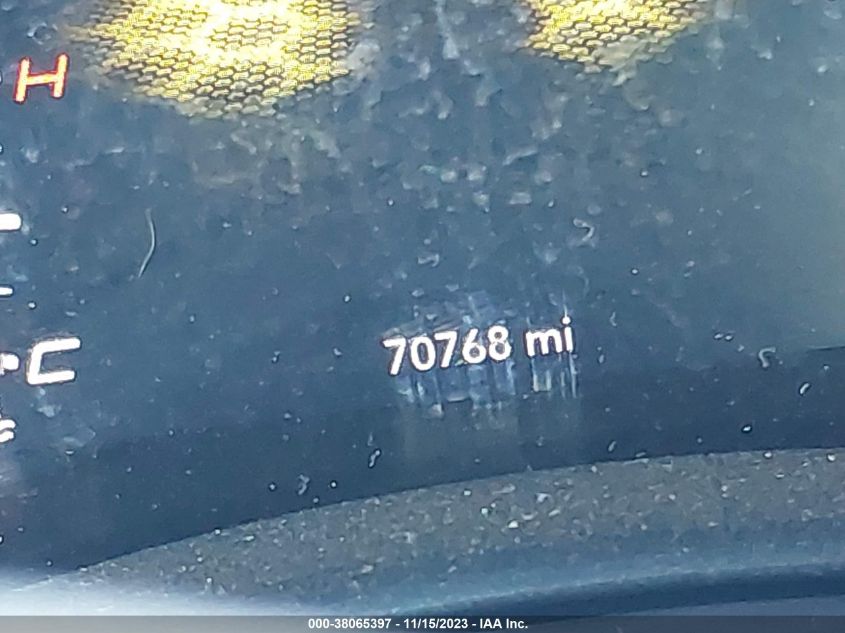 H
70768 mi
C
000-38065397 - 11/15/2023 - IAA Inc.